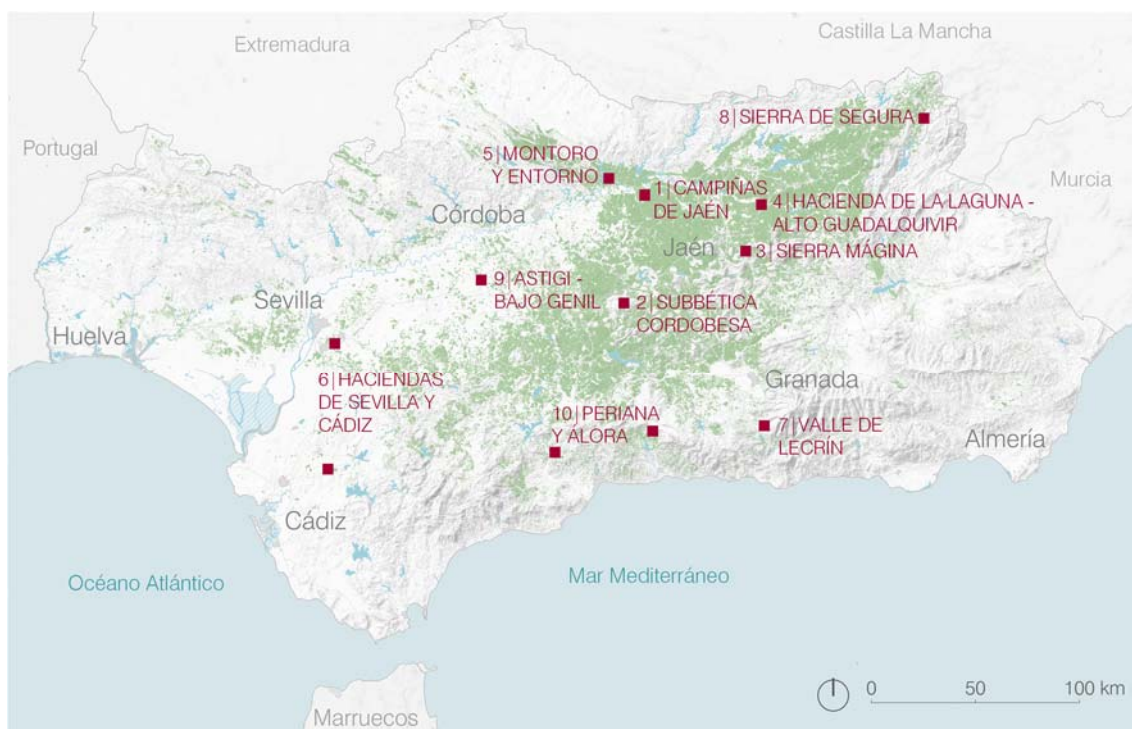 Extremadura
Castilla La Mancha
8|SIERRA DE SEGURA
Portugal
5|MONTORO
Y ENTORNO
1|CAMPIÑAS
DE JAÉN
Murcia
4|HACIENDA DE LA LAGUNA -
ALTO GUADALQUIVIR
Córdoba
Jaén
3|SIERRA MÁGINA
9|ASTIGI -
BAJO GENIL
Sevilla
2|SUBBÉTICA
CORDOBESA
Huelva
6|HACIENDAS
DE SEVILLA Y
CÁDIZ
Granada
10|PERIANA
Y ÁLORA
7|VALLE DE
LECRÍN
Almería
Cádiz
Océano Atlántico
Mar Mediterráneo
0 50 100 km
Marruecos